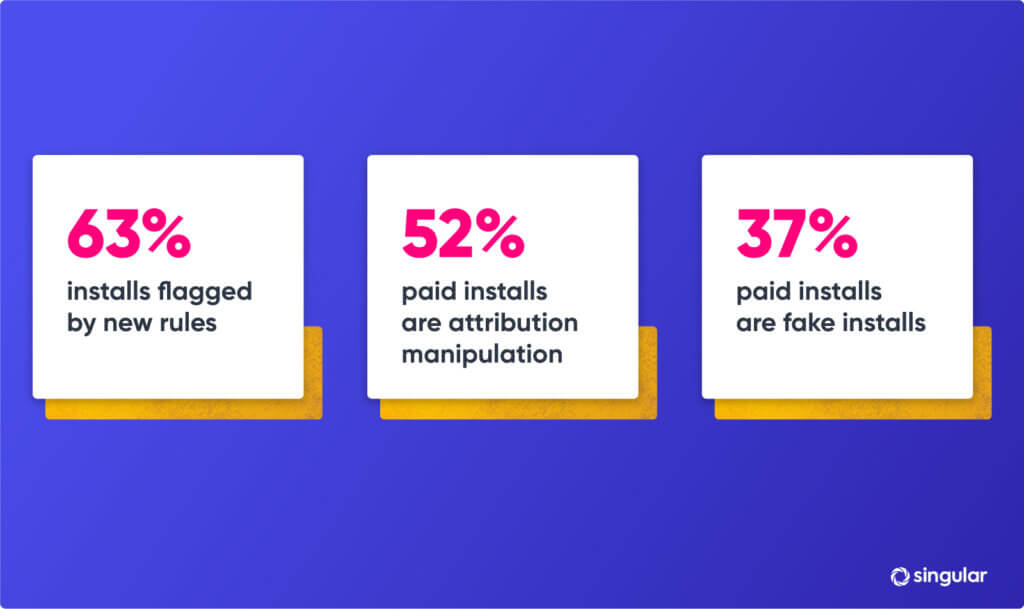 63%
installs flagged
by new rules
52%
paid installs
are attribution
manipulation
37%
paid installs
are fake installs
singular